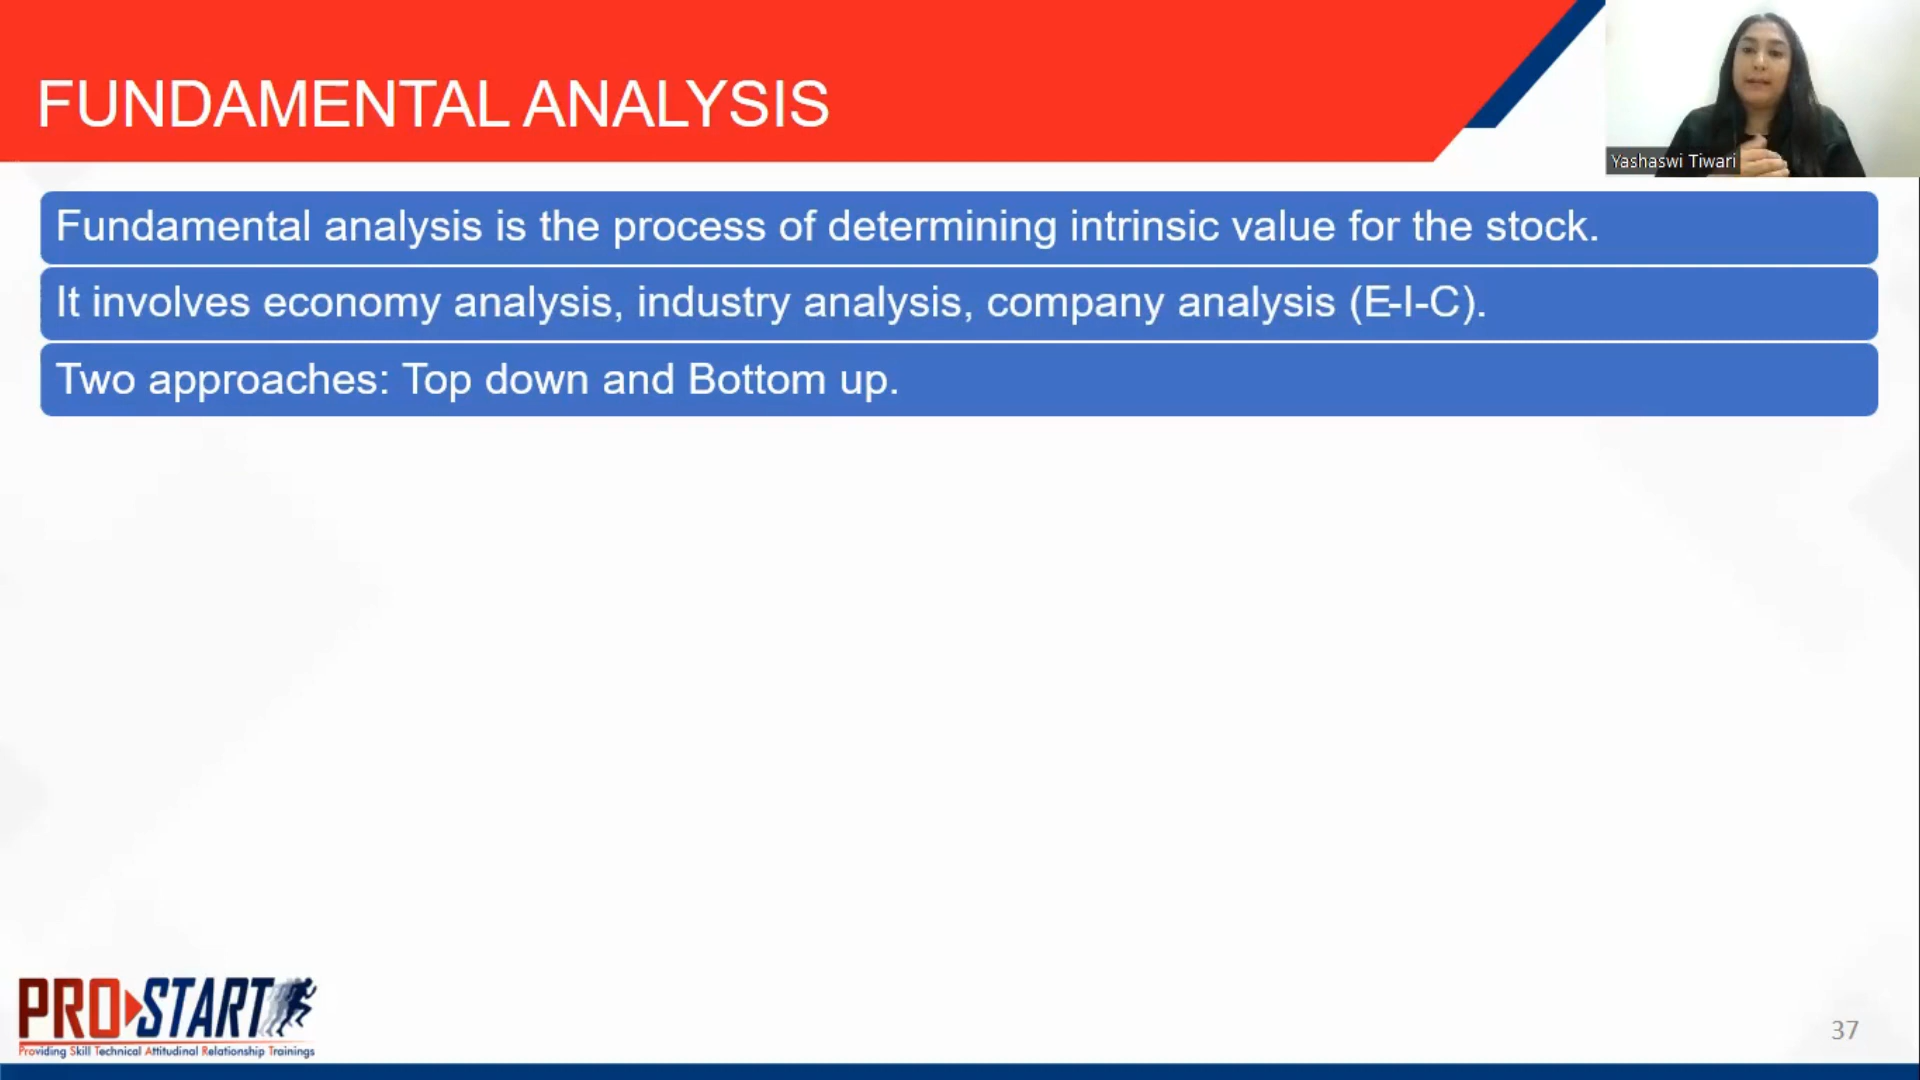 FUNDAMENTAL ANALYSIS
Yashaswi Tiwari
Fundamental analysis is the process of determining intrinsic value for the stock.
It involves economy analysis, industry analysis, company analysis (E-I-C).
Two approaches: Top down and Bottom up.
PRO START
Providing Skill Technical Attitudinal Relationship Trainings
37